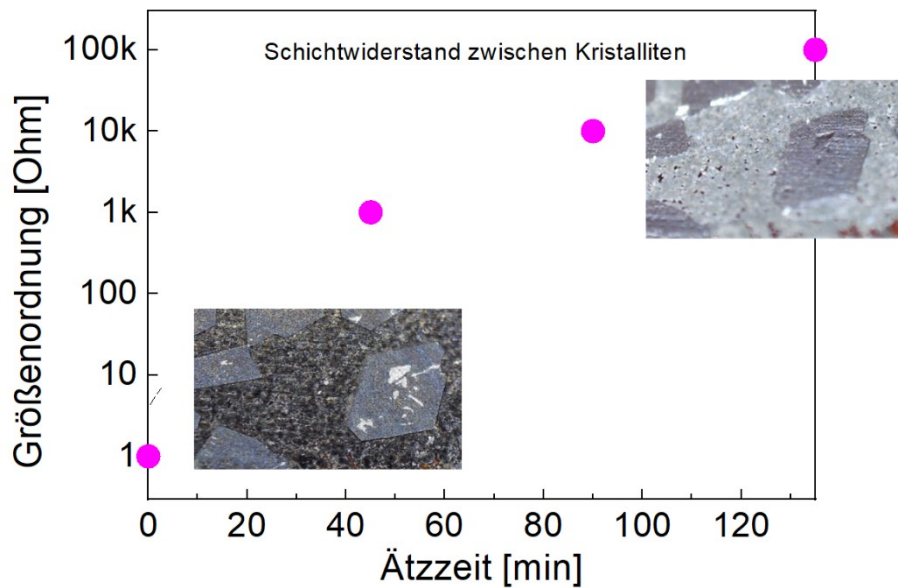 Schichtwiderstand zwischen Kristalliten
Größenordnung [Ohm]
100k
10k
1k
100
10
1
0
20
40
60
80
100
120
Ätzzeit [min]